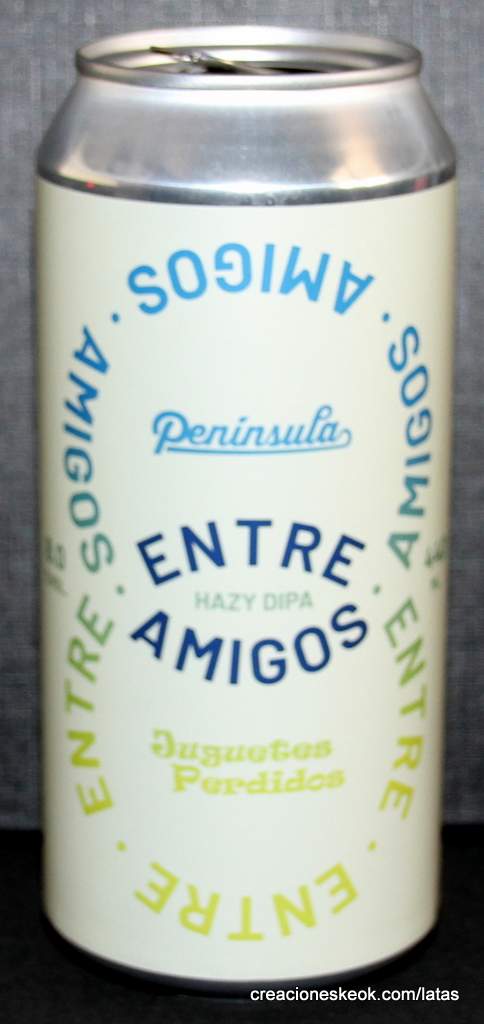 AMIGOS
· AMIGOS ·
· AMIGOS ·
Península
ENTRE
HAZY DIPA
AMIGOS
ENTRE ·
ENTRE ·
Juguetes
Perdidos
ENTRE
creacioneskeok.com/latas